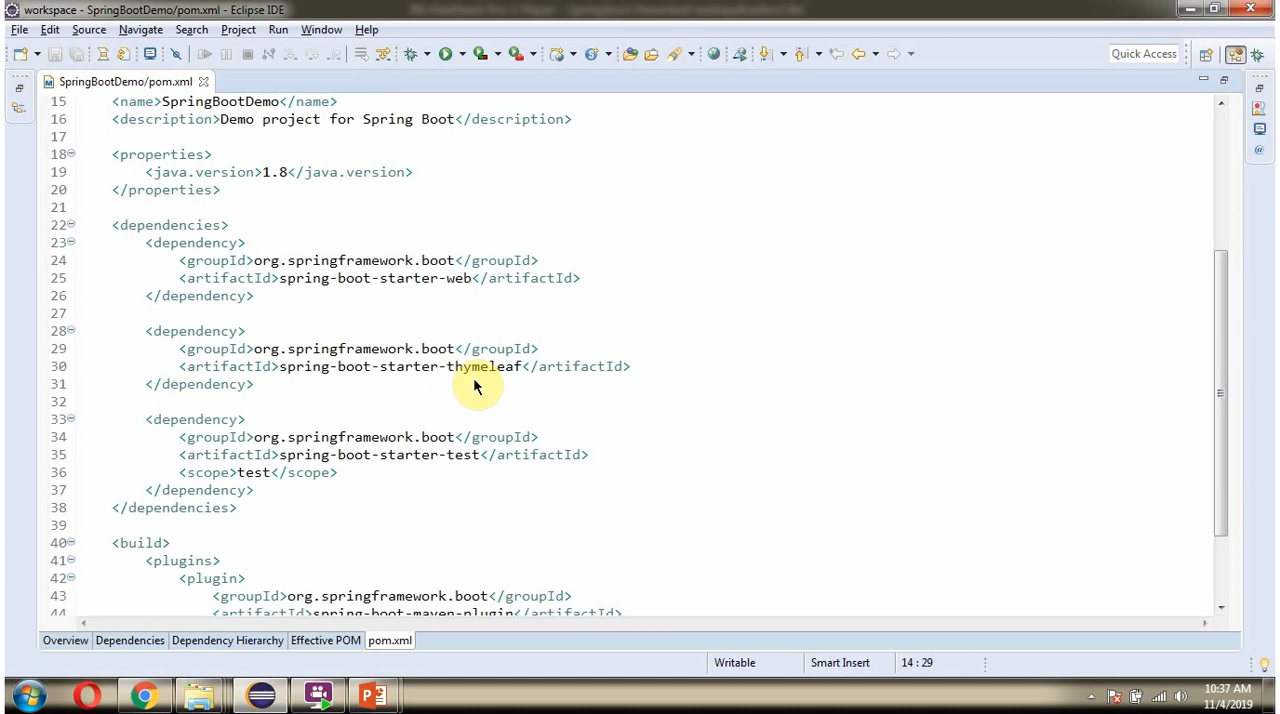 workspace - SpringBootDemo/pom.xml - Eclipse IDE
File Edit Source Navigate Search Project Run Window Help
Quick Access
SpringBootDemo/pom.xml
15 <name>SpringBootDemo</name>
16 <description>Demo project for Spring Boot</description>
17
18 <properties>
19 <java.version>1.8</java.version>
20 </properties>
21
22 <dependencies>
23 <dependency>
24 <groupId>org.springframework.boot</groupId>
25 <artifactId>spring-boot-starter-web</artifactId>
26 </dependency>
27
28 <dependency>
29 <groupId>org.springframework.boot</groupId>
30 <artifactId>spring-boot-starter-thymeleaf</artifactId>
31 </dependency>
32
33 <dependency>
34 <groupId>org.springframework.boot</groupId>
35 <artifactId>spring-boot-starter-test</artifactId>
36 <scope>test</scope>
37 </dependency>
38 </dependencies>
39
40 <build>
41 <plugins>
42 <plugin>
43 <groupId>org.springframework.boot</groupId>
44 <artifactId>spring-boot-maven-plugin</artifactId>
Overview Dependencies Dependency Hierarchy Effective POM pom.xml
Writable Smart Insert 14 : 29
10:37 AM
11/4/2019